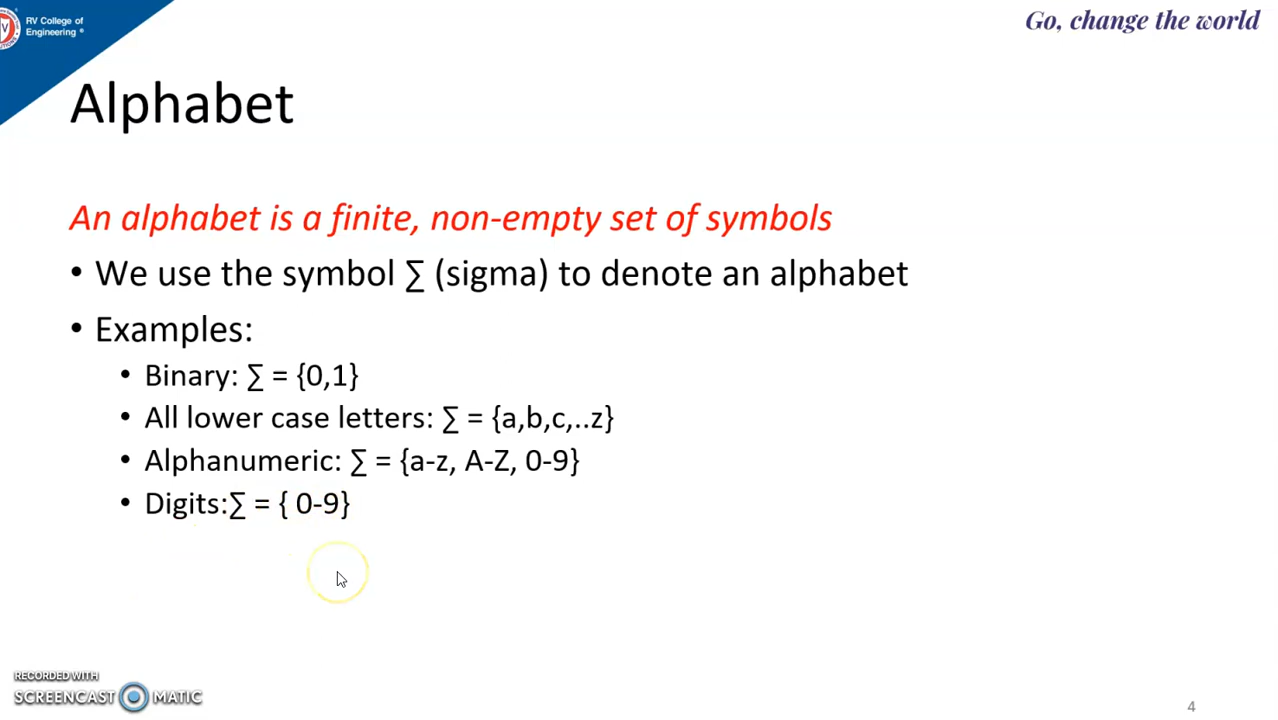 RV College of
Engineering ®
Go, change the world
Alphabet
An alphabet is a finite, non-empty set of symbols
• We use the symbol ∑ (sigma) to denote an alphabet
• Examples:
• Binary: ∑ = {0,1}
• All lower case letters: ∑ = {a,b,c,..z}
• Alphanumeric: ∑ = {a-z, A-Z, 0-9}
• Digits:∑ = { 0-9}
RECORDED WITH
SCREENCAST MATIC
4